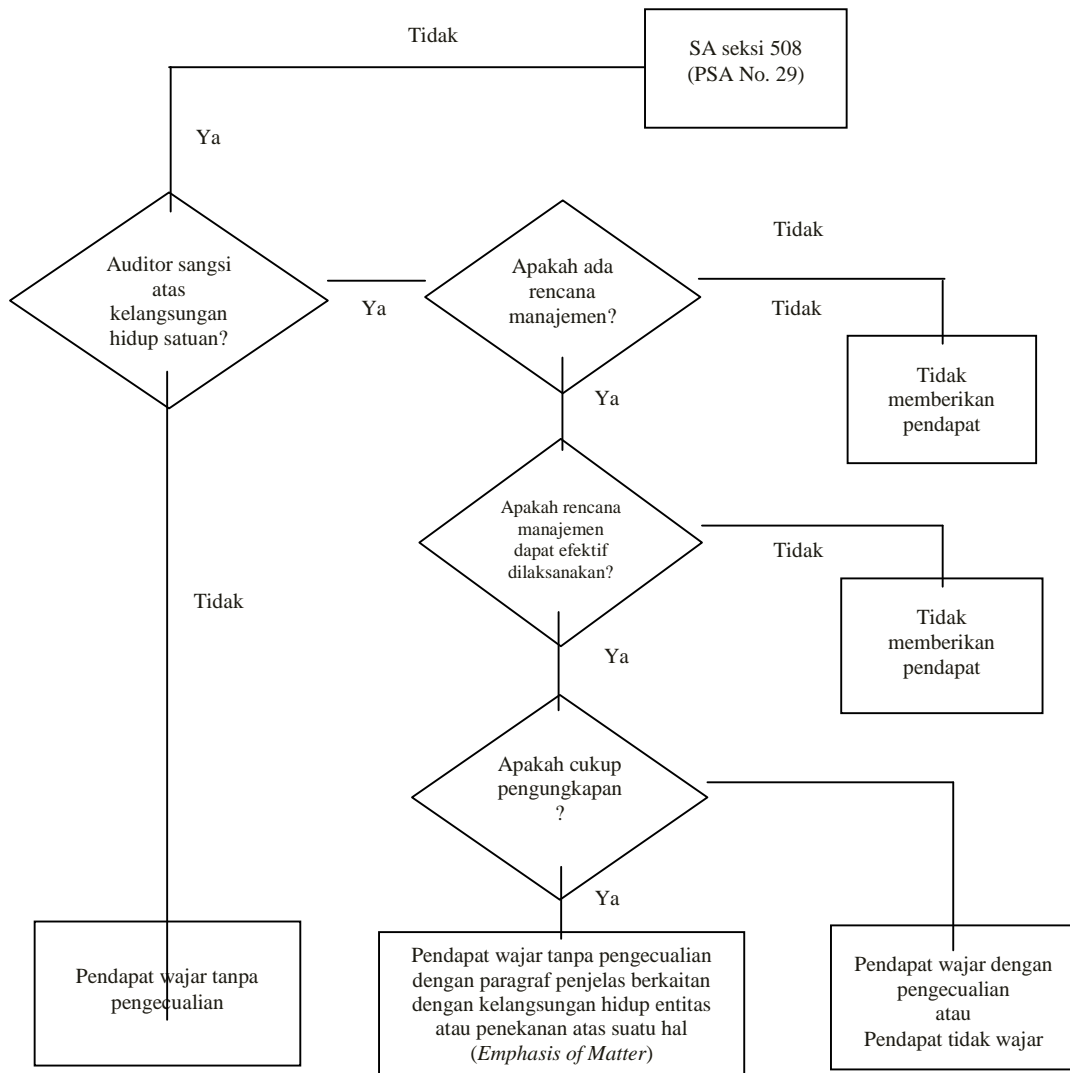 Tidak
SA seksi 508
(PSA No. 29)
Ya
Auditor sangsi
atas
kelangsungan
hidup satuan?
Ya
Apakah ada
rencana
manajemen?
Tidak
Tidak
Tidak
memberikan
pendapat
Ya
Apakah rencana
manajemen
dapat efektif
dilaksanakan?
Tidak
Tidak
memberikan
pendapat
Tidak
Ya
Apakah cukup
pengungkapan
?
Ya
Pendapat wajar tanpa
pengecualian
Pendapat wajar tanpa pengecualian
dengan paragraf penjelas berkaitan
dengan kelangsungan hidup entitas
atau penekanan atas suatu hal
(Emphasis of Matter)
Pendapat wajar dengan
pengecualian
atau
Pendapat tidak wajar